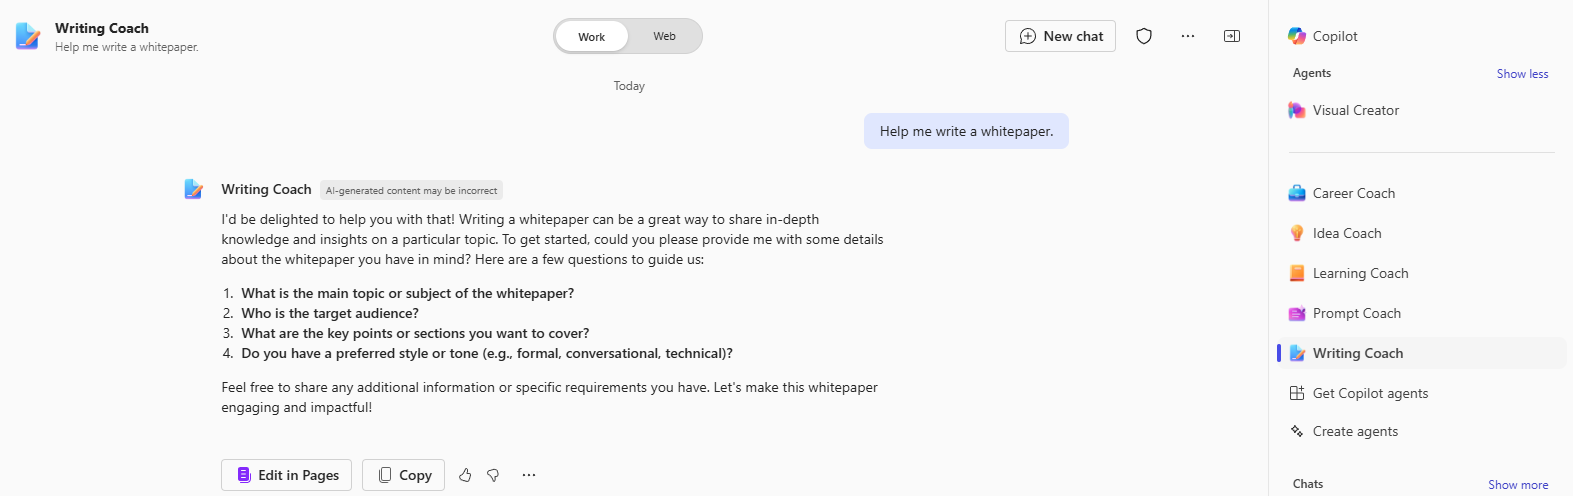 Writing Coach
Help me write a whitepaper.
Work
Web
New chat
Today
Help me write a whitepaper.
Writing Coach
AI-generated content may be incorrect
I'd be delighted to help you with that! Writing a whitepaper can be a great way to share in-depth
knowledge and insights on a particular topic. To get started, could you please provide me with some details
about the whitepaper you have in mind? Here are a few questions to guide us:
1. What is the main topic or subject of the whitepaper?
2. Who is the target audience?
3. What are the key points or sections you want to cover?
4. Do you have a preferred style or tone (e.g., formal, conversational, technical)?
Feel free to share any additional information or specific requirements you have. Let's make this whitepaper
engaging and impactful!
Edit in Pages
Copy
Copilot
Agents
Show less
Visual Creator
Career Coach
Idea Coach
Learning Coach
Prompt Coach
Writing Coach
Get Copilot agents
Create agents
Chats
Show more